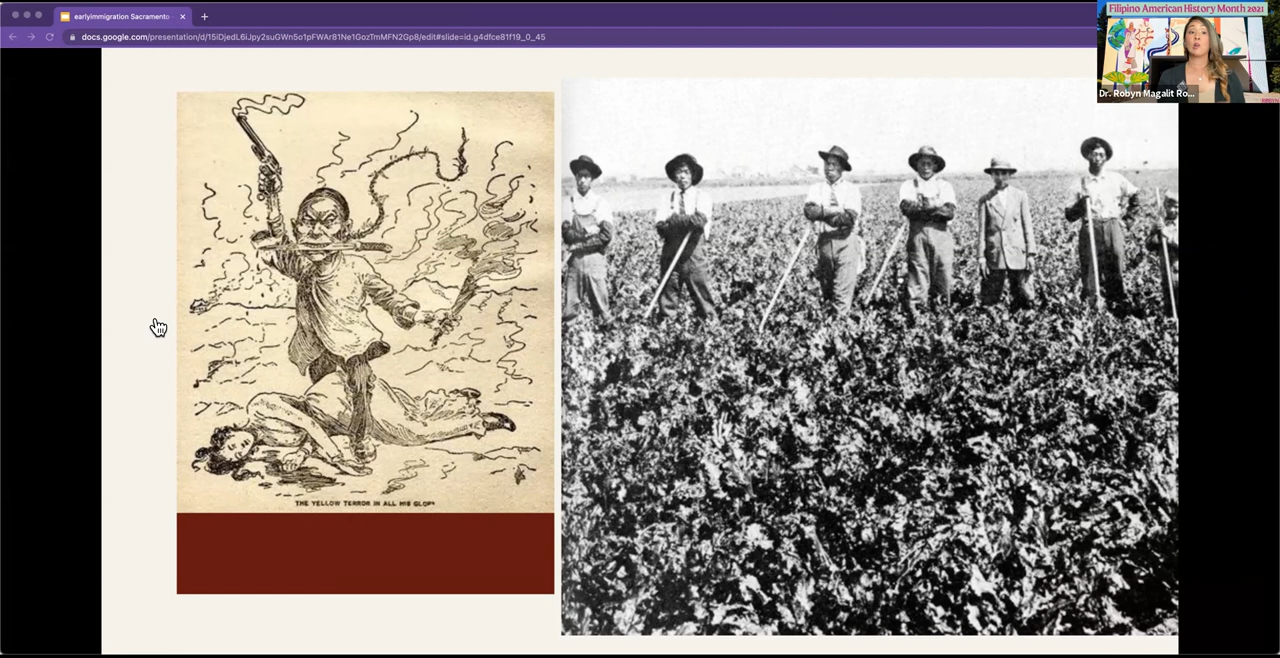 earlyimmigration Sacramento
docs.google.com/presentation/d/15iDjedL6iJpy2suGWn5o1pFWAr81Ne1GozTmMFN2Gp8/edit#slide=id.g4dfce81f19_0_45
Filipino American History Month 2021
Dr. Robyn Magalit Ro...
THE YELLOW TERROR IN ALL HIS GLORY